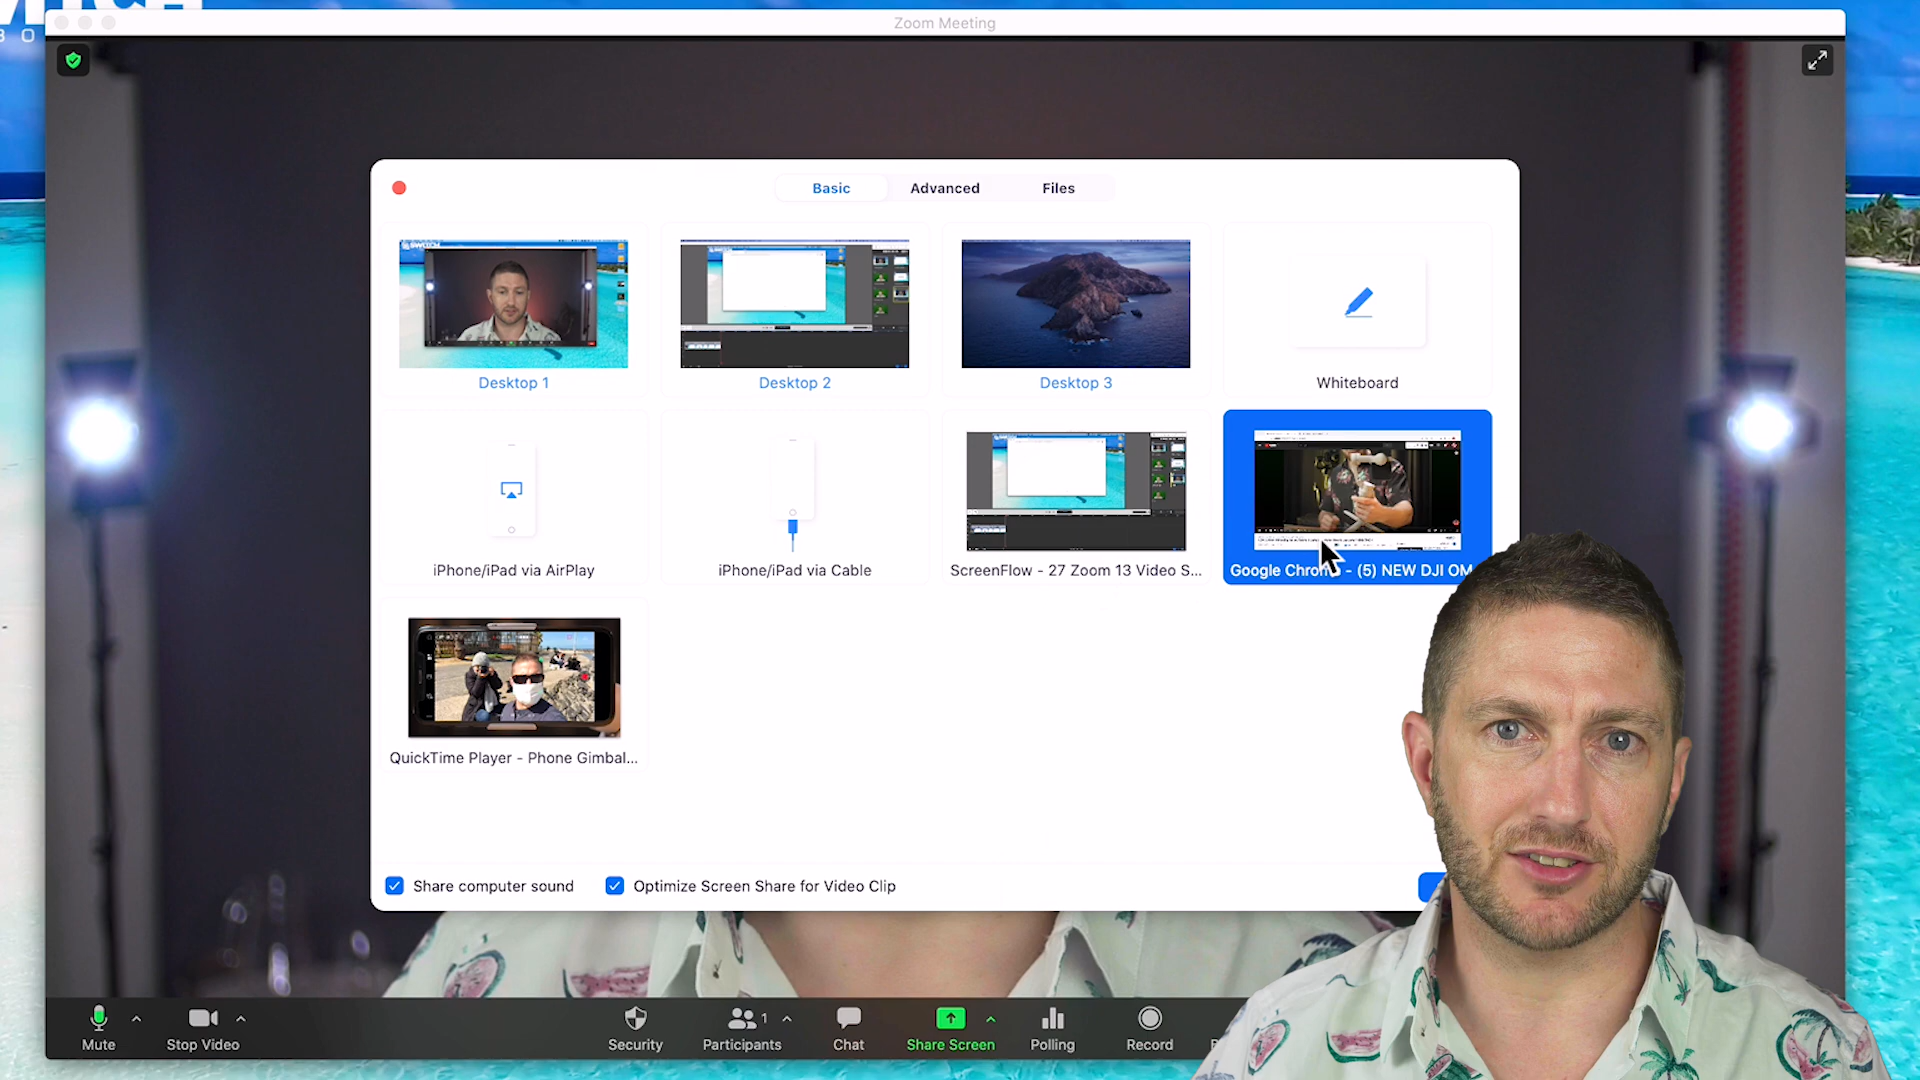 Zoom Meeting
Basic
Advanced
Files
Desktop 1
Desktop 2
Desktop 3
Whiteboard
iPhone/iPad via AirPlay
iPhone/iPad via Cable
ScreenFlow - 27 Zoom 13 Video S...
Google Chrome - (5) NEW DJI OM
QuickTime Player - Phone Gimbal...
Share computer sound
Optimize Screen Share for Video Clip
Mute
Stop Video
Security
1
Participants
Chat
Share Screen
Polling
Record